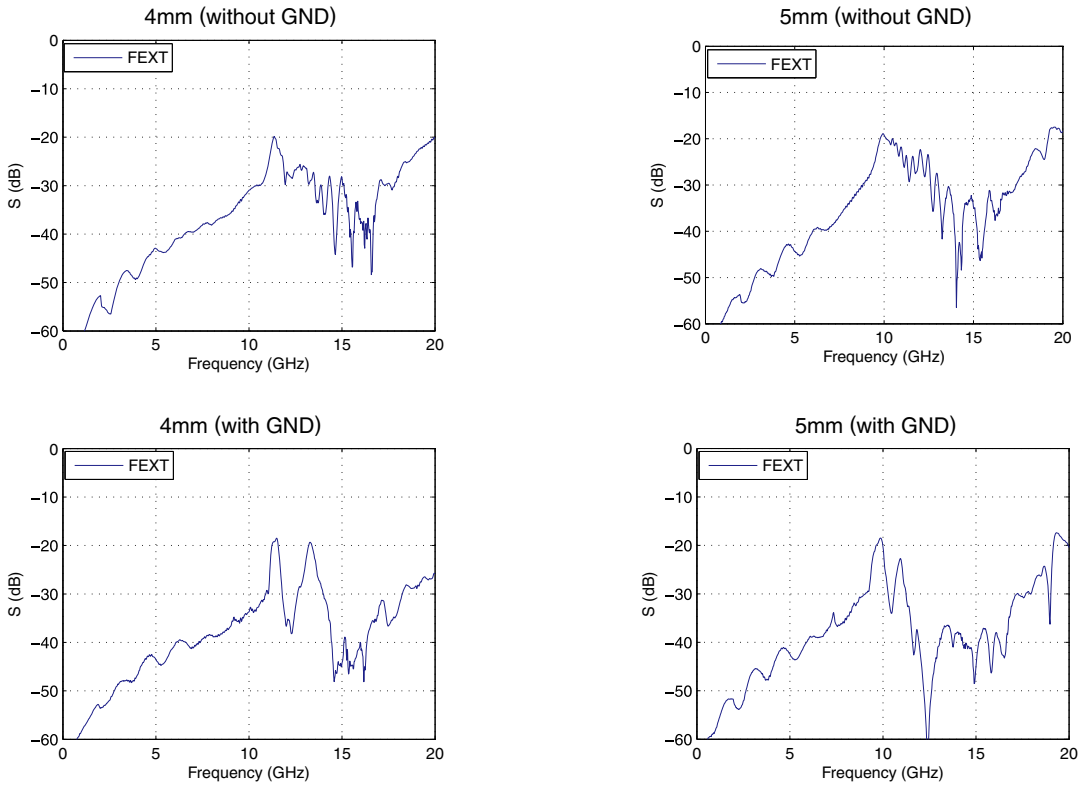 4mm (without GND)
0
−10
−20
−30
−40
−50
−60
S (dB)
FEXT
0 5 10 15 20
Frequency (GHz)
5mm (without GND)
0
−10
−20
−30
−40
−50
−60
S (dB)
FEXT
0 5 10 15 20
Frequency (GHz)
4mm (with GND)
0
−10
−20
−30
−40
−50
−60
S (dB)
FEXT
0 5 10 15 20
Frequency (GHz)
5mm (with GND)
0
−10
−20
−30
−40
−50
−60
S (dB)
FEXT
0 5 10 15 20
Frequency (GHz)